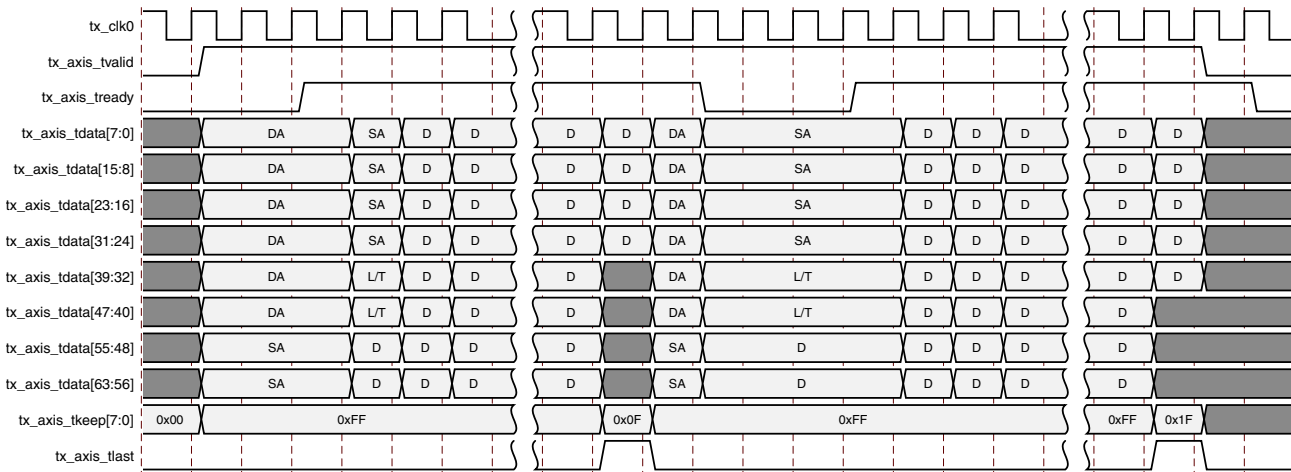 tx_clk0
tx_axis_tvalid
tx_axis_tready
tx_axis_tdata[7:0] DA SA D D D D DA SA D D D D D
tx_axis_tdata[15:8] DA SA D D D D DA SA D D D D D
tx_axis_tdata[23:16] DA SA D D D D DA SA D D D D D
tx_axis_tdata[31:24] DA SA D D D D DA SA D D D D D
tx_axis_tdata[39:32] DA L/T D D D DA L/T D D D D D
tx_axis_tdata[47:40] DA L/T D D D DA L/T D D D D
tx_axis_tdata[55:48] SA D D D D SA D D D D D
tx_axis_tdata[63:56] SA D D D D SA D D D D D
tx_axis_tkeep[7:0] 0x00 0xFF 0x0F 0xFF 0xFF 0x1F
tx_axis_tlast